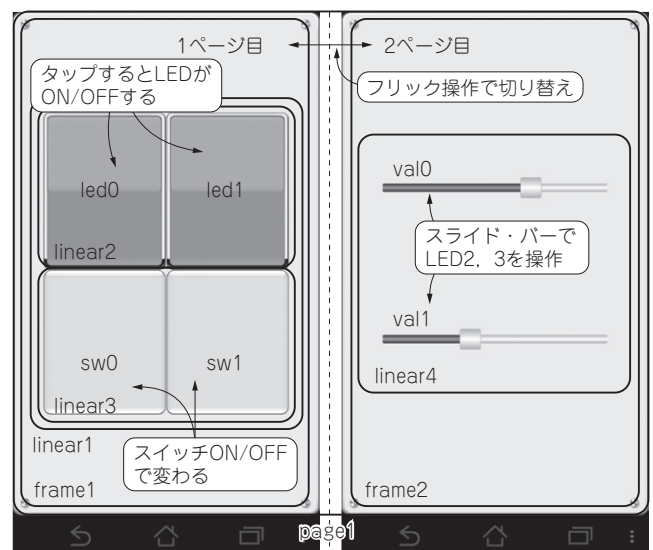 1ページ目
2ページ目
タップするとLEDが
ON/OFFする
フリック操作で切り替え
led0
led1
linear2
val0
スライド・バーで
LED2，3を操作
val1
linear4
sw0
sw1
linear3
linear1
スイッチON/OFF
で変わる
frame1
frame2
page1